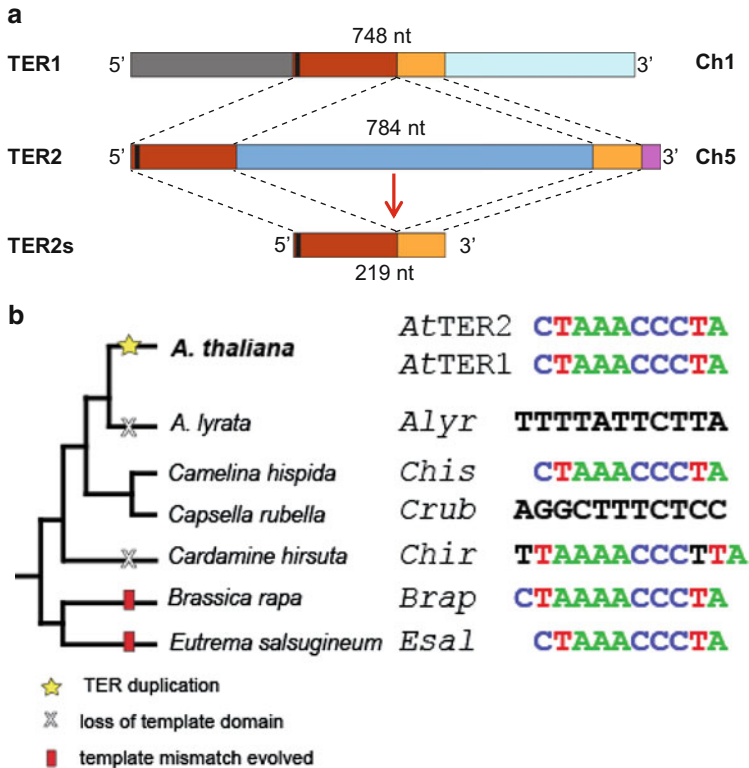 a
748 nt
TER1 5’ 3’ Ch1
784 nt
TER2 5’ 3’ Ch5
TER2s 5’ 3’
219 nt
b
A. thaliana AtTER2 CTAAACCCTA
AtTER1 CTAAACCCTA
A. lyrata Alyr TTTTATTCTTA
Camelina hispida Chis CTAAACCCTA
Capsella rubella Crub AGGCTTTCTCC
Cardamine hirsuta Chir TTAAAACCCTTA
Brassica rapa Brap CTAAAACCCTA
Eutrema salsugineum Esal CTAAACCCTA
TER duplication
loss of template domain
template mismatch evolved